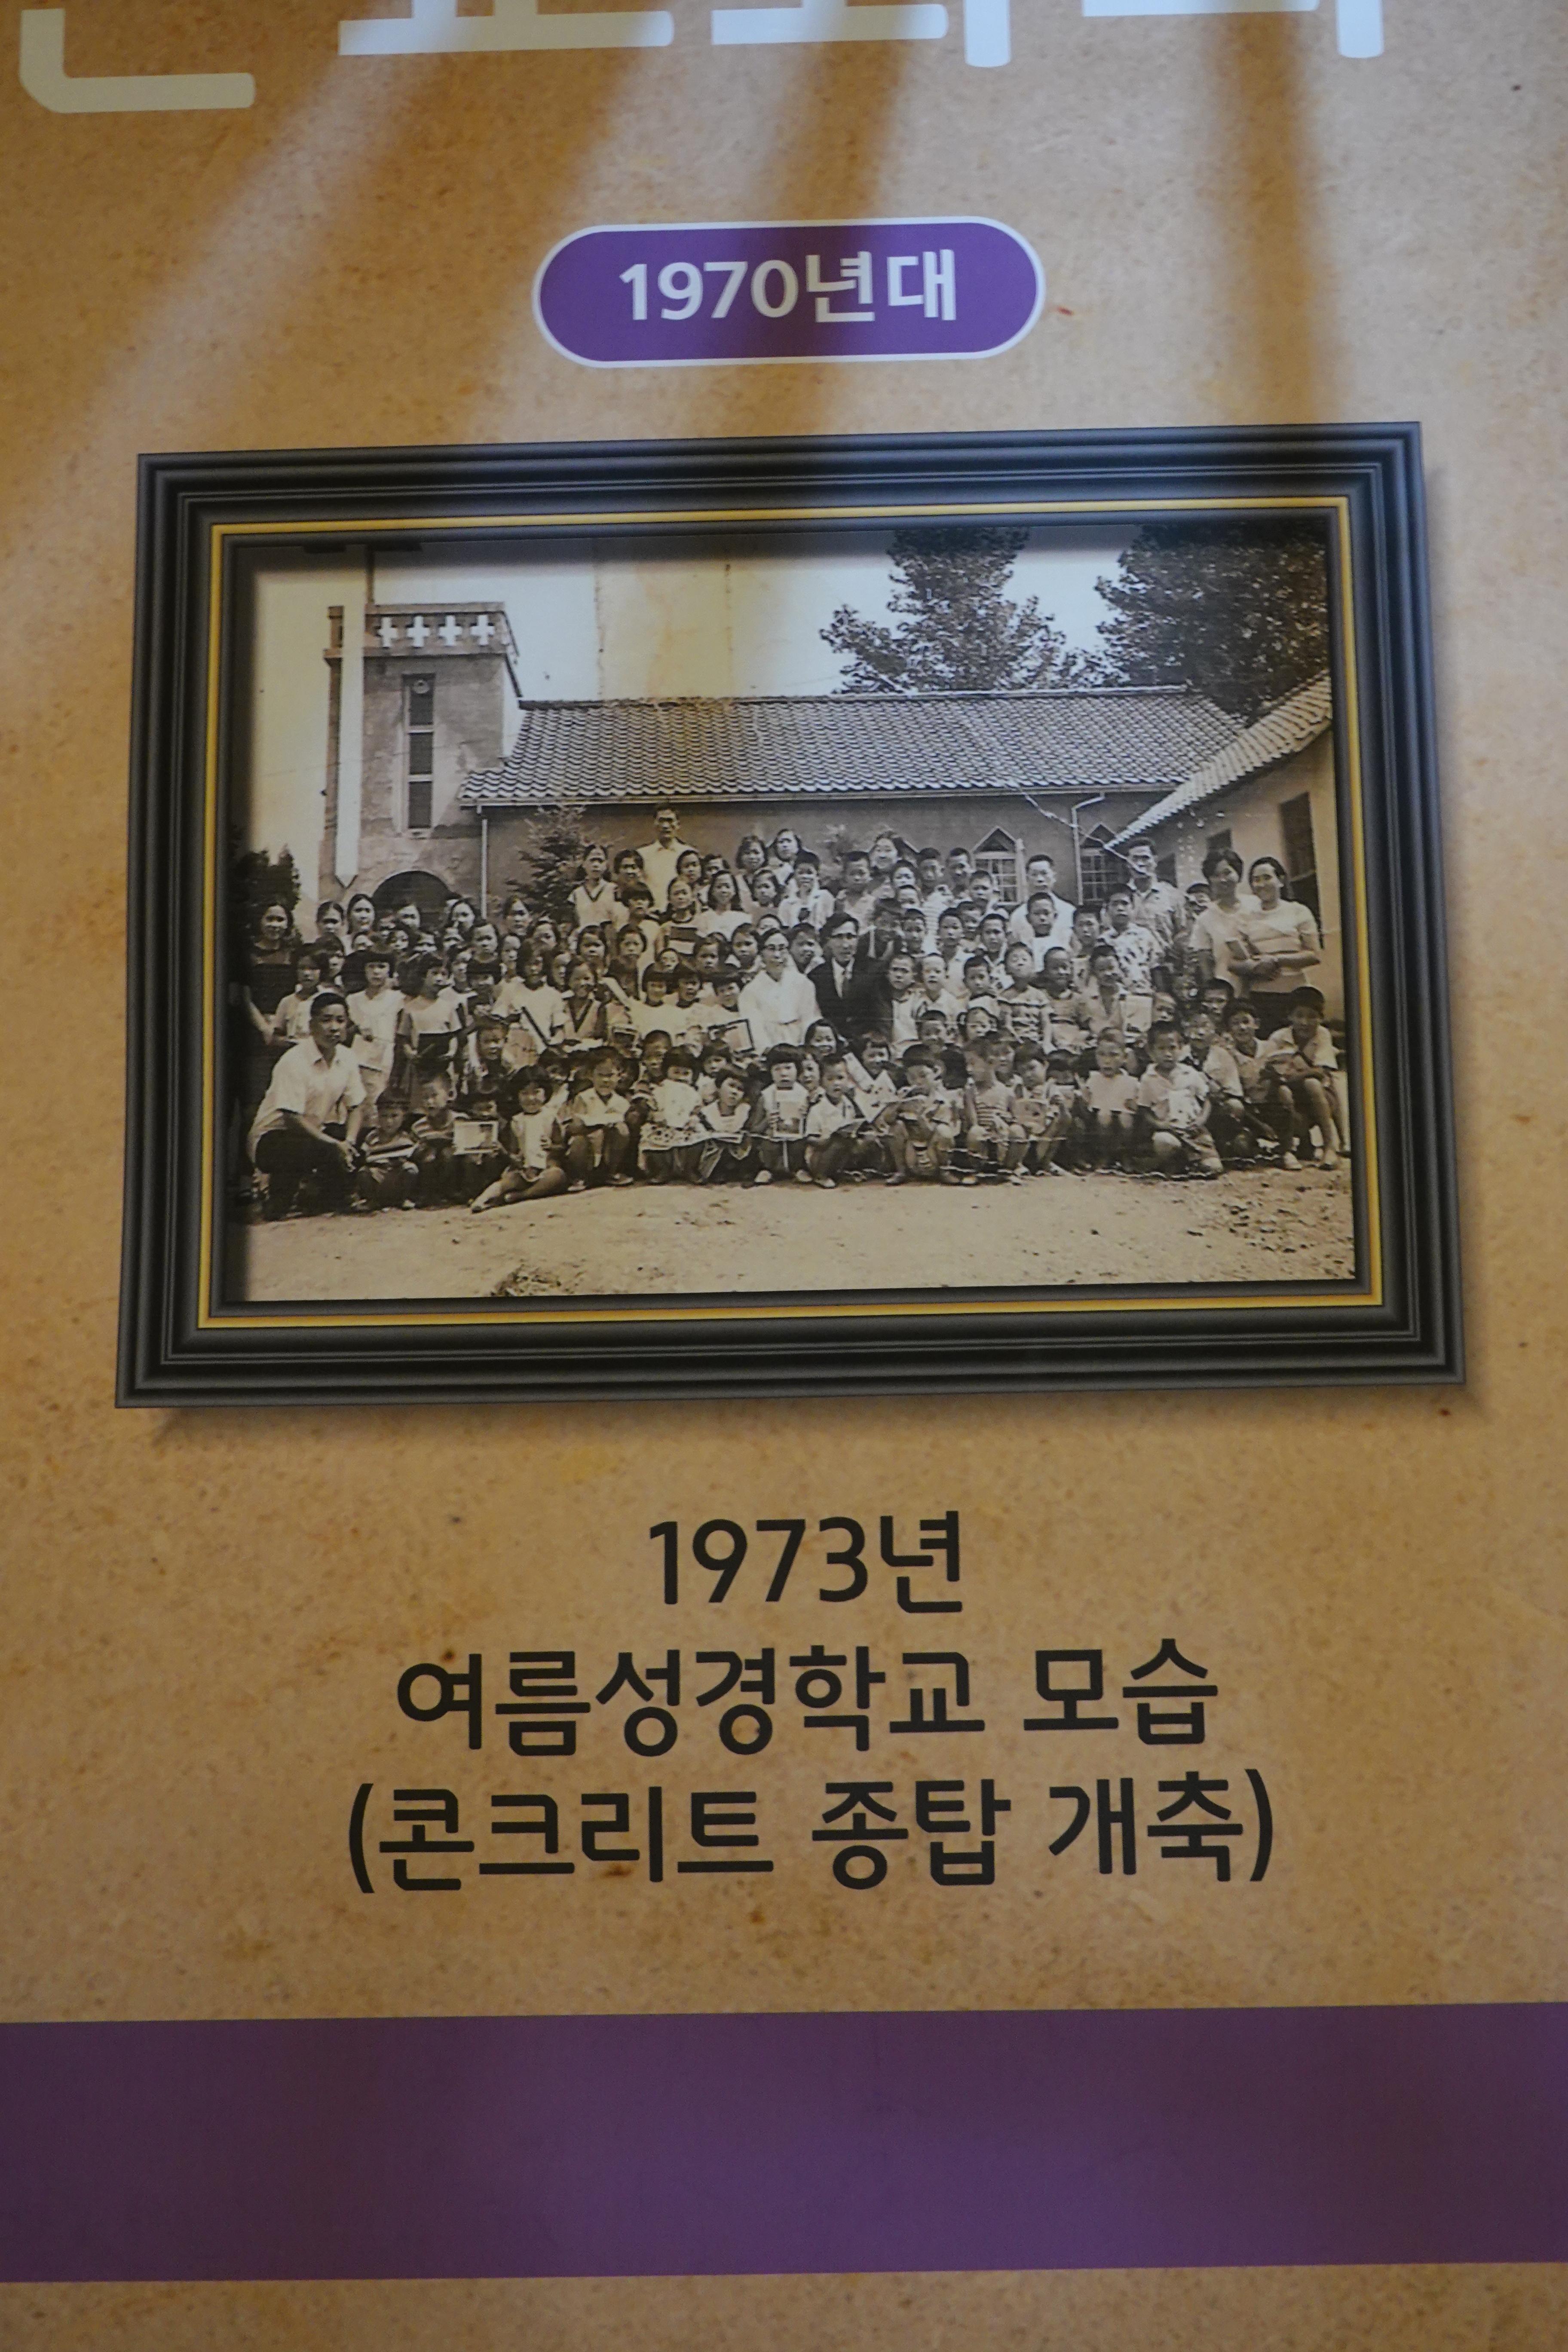 1970년대
1973년
여름성경학교 모습
(콘크리트 종탑 개축)